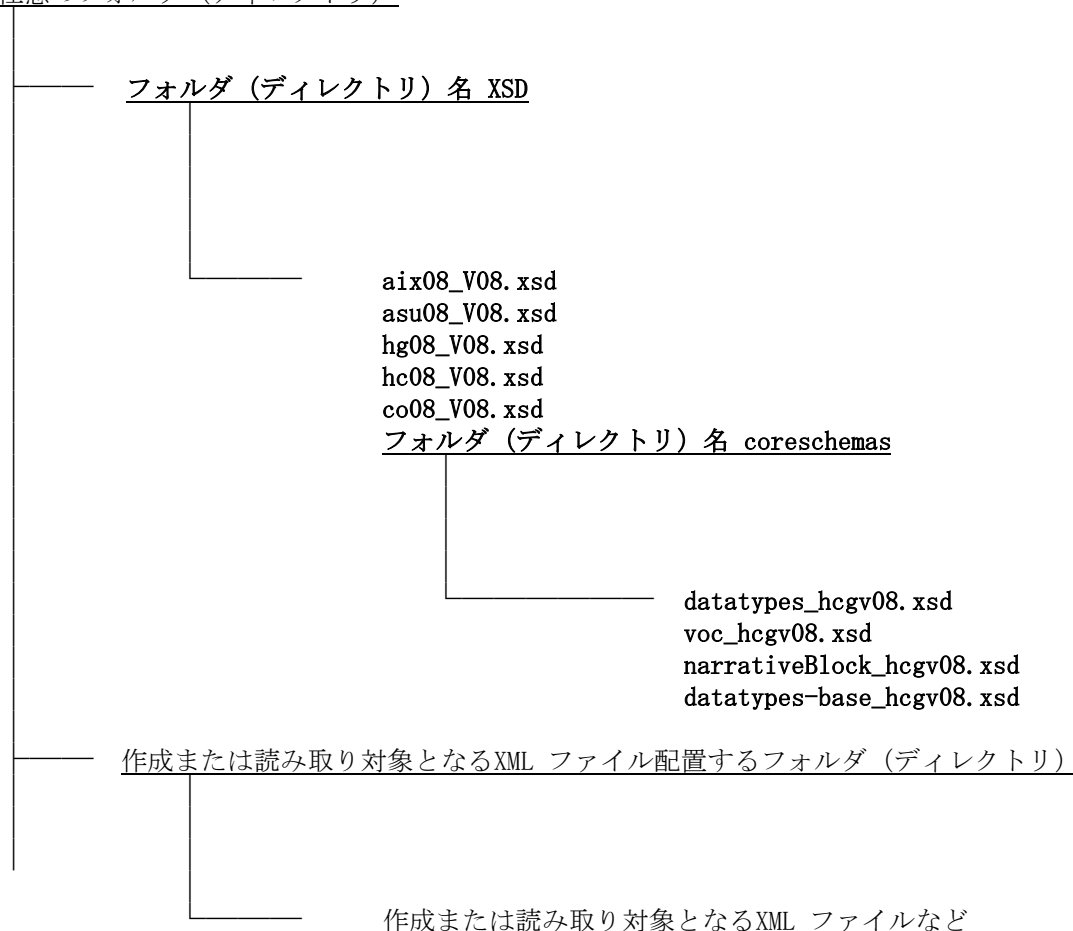 フォルダ (ディレクトリ) 名 XSD
aix08_V08.xsd
asu08_V08.xsd
hg08_V08.xsd
hc08_V08.xsd
co08_V08.xsd
フォルダ (ディレクトリ) 名 coreschemas
datatypes_hcgv08.xsd
voc_hcgv08.xsd
narrativeBlock_hcgv08.xsd
datatypes-base_hcgv08.xsd
作成または読み取り対象となるXML ファイル配置するフォルダ (ディレクトリ)
作成または読み取り対象となるXML ファイルなど